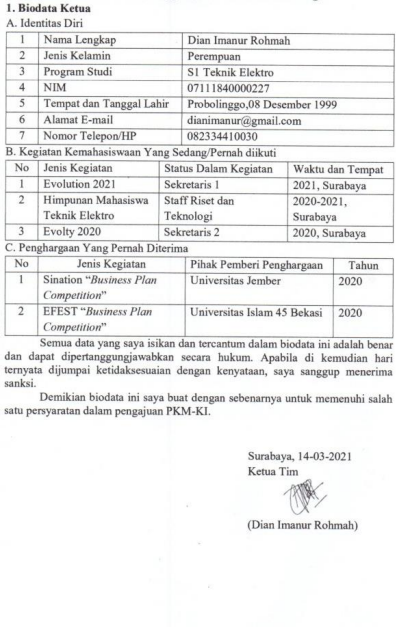 1. Biodata Ketua
A. Identitas Diri
1 Nama Lengkap Dian Imanur Rohmah
2 Jenis Kelamin Perempuan
3 Program Studi S1 Teknik Elektro
4 NIM 07111840000227
5 Tempat dan Tanggal Lahir Probolinggo,08 Desember 1999
6 Alamat E-mail dianimanur@gmail.com
7 Nomor Telepon/HP 082334410030
B. Kegiatan Kemahasiswaan Yang Sedang/Pernah diikuti
No Jenis Kegiatan Status Dalam Kegiatan Waktu dan Tempat
1 Evolution 2021 Sekretaris 1 2021, Surabaya
2 Himpunan Mahasiswa Staff Riset dan 2020-2021,
Teknik Elektro Teknologi Surabaya
3 Evolty 2020 Sekretaris 2 2020, Surabaya
C. Penghargaan Yang Pernah Diterima
No Jenis Kegiatan Pihak Pemberi Penghargaan Tahun
1 Sination “Business Plan Universitas Jember 2020
Competition”
2 EFEST “Business Plan Universitas Islam 45 Bekasi 2020
Competition”
Semua data yang saya isikan dan tercantum dalam biodata ini adalah benar
dan dapat dipertanggungjawabkan secara hukum. Apabila di kemudian hari
ternyata dijumpai ketidaksesuaian dengan kenyataan, saya sanggup menerima
sanksi.
Demikian biodata ini saya buat dengan sebenarnya untuk memenuhi salah
satu persyaratan dalam pengajuan PKM-KI.
Surabaya, 14-03-2021
Ketua Tim
(Dian Imanur Rohmah)